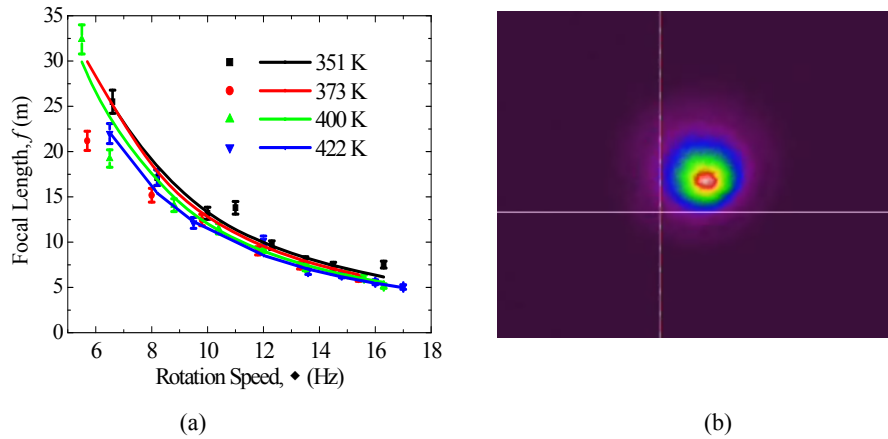 35
30
25
20
15
10
5
0
Focal Length, f (m)
351 K
373 K
400 K
422 K
6 8 10 12 14 16 18
Rotation Speed, ◆ (Hz)
(a) (b)